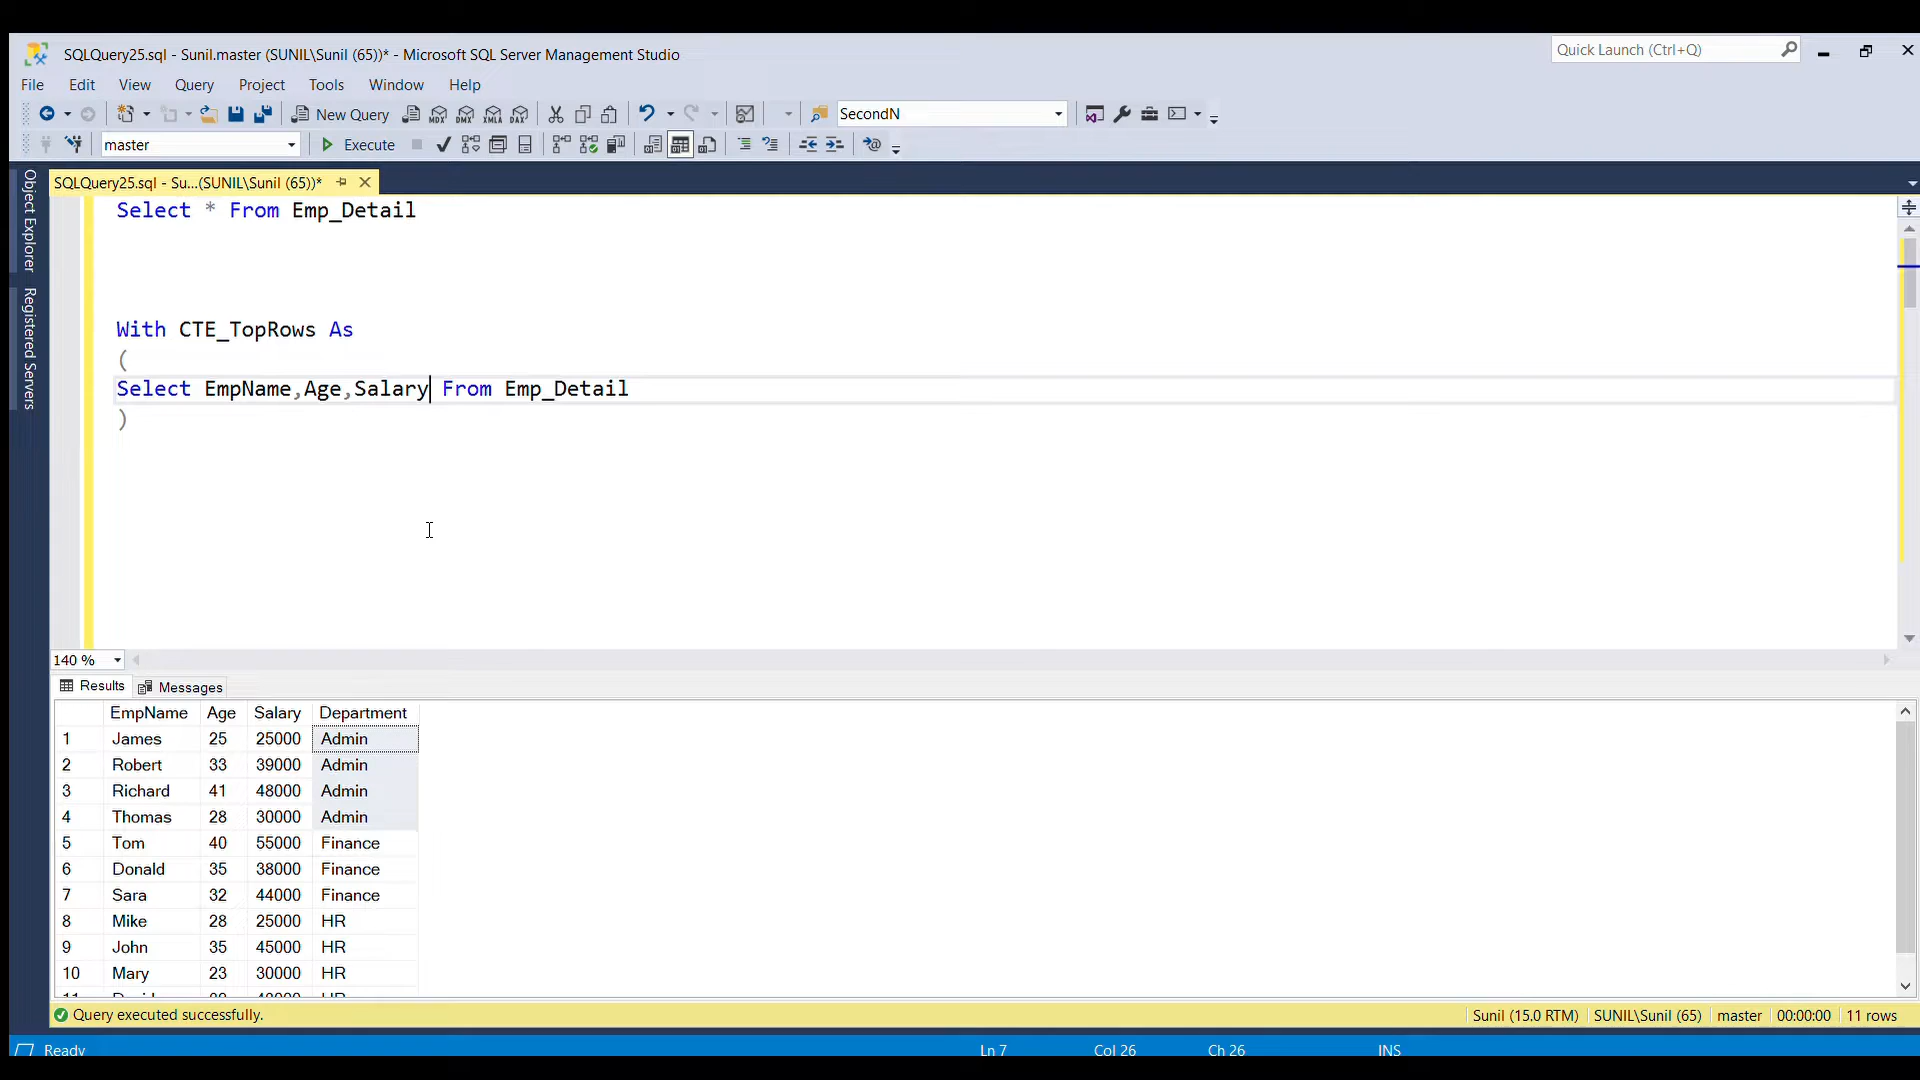 SQLQuery25.sql - Sunil.master (SUNIL\Sunil (65))* - Microsoft SQL Server Management Studio
Quick Launch (Ctrl+Q)
File Edit View Query Project Tools Window Help
New Query MDX DMX XMLA DAX SecondN
master Execute
Object Explorer
Registered Servers
SQLQuery25.sql - Su...(SUNIL\Sunil (65))*
Select * From Emp_Detail
With CTE_TopRows As
(
Select EmpName,Age,Salary From Emp_Detail
)
140 %
Results Messages
EmpName Age Salary Department
1 James 25 25000 Admin
2 Robert 33 39000 Admin
3 Richard 41 48000 Admin
4 Thomas 28 30000 Admin
5 Tom 40 55000 Finance
6 Donald 35 38000 Finance
7 Sara 32 44000 Finance
8 Mike 28 25000 HR
9 John 35 45000 HR
10 Mary 23 30000 HR
Query executed successfully. Sunil (15.0 RTM) SUNIL\Sunil (65) master 00:00:00 11 rows
Ready Ln 7 Col 26 Ch 26 INS